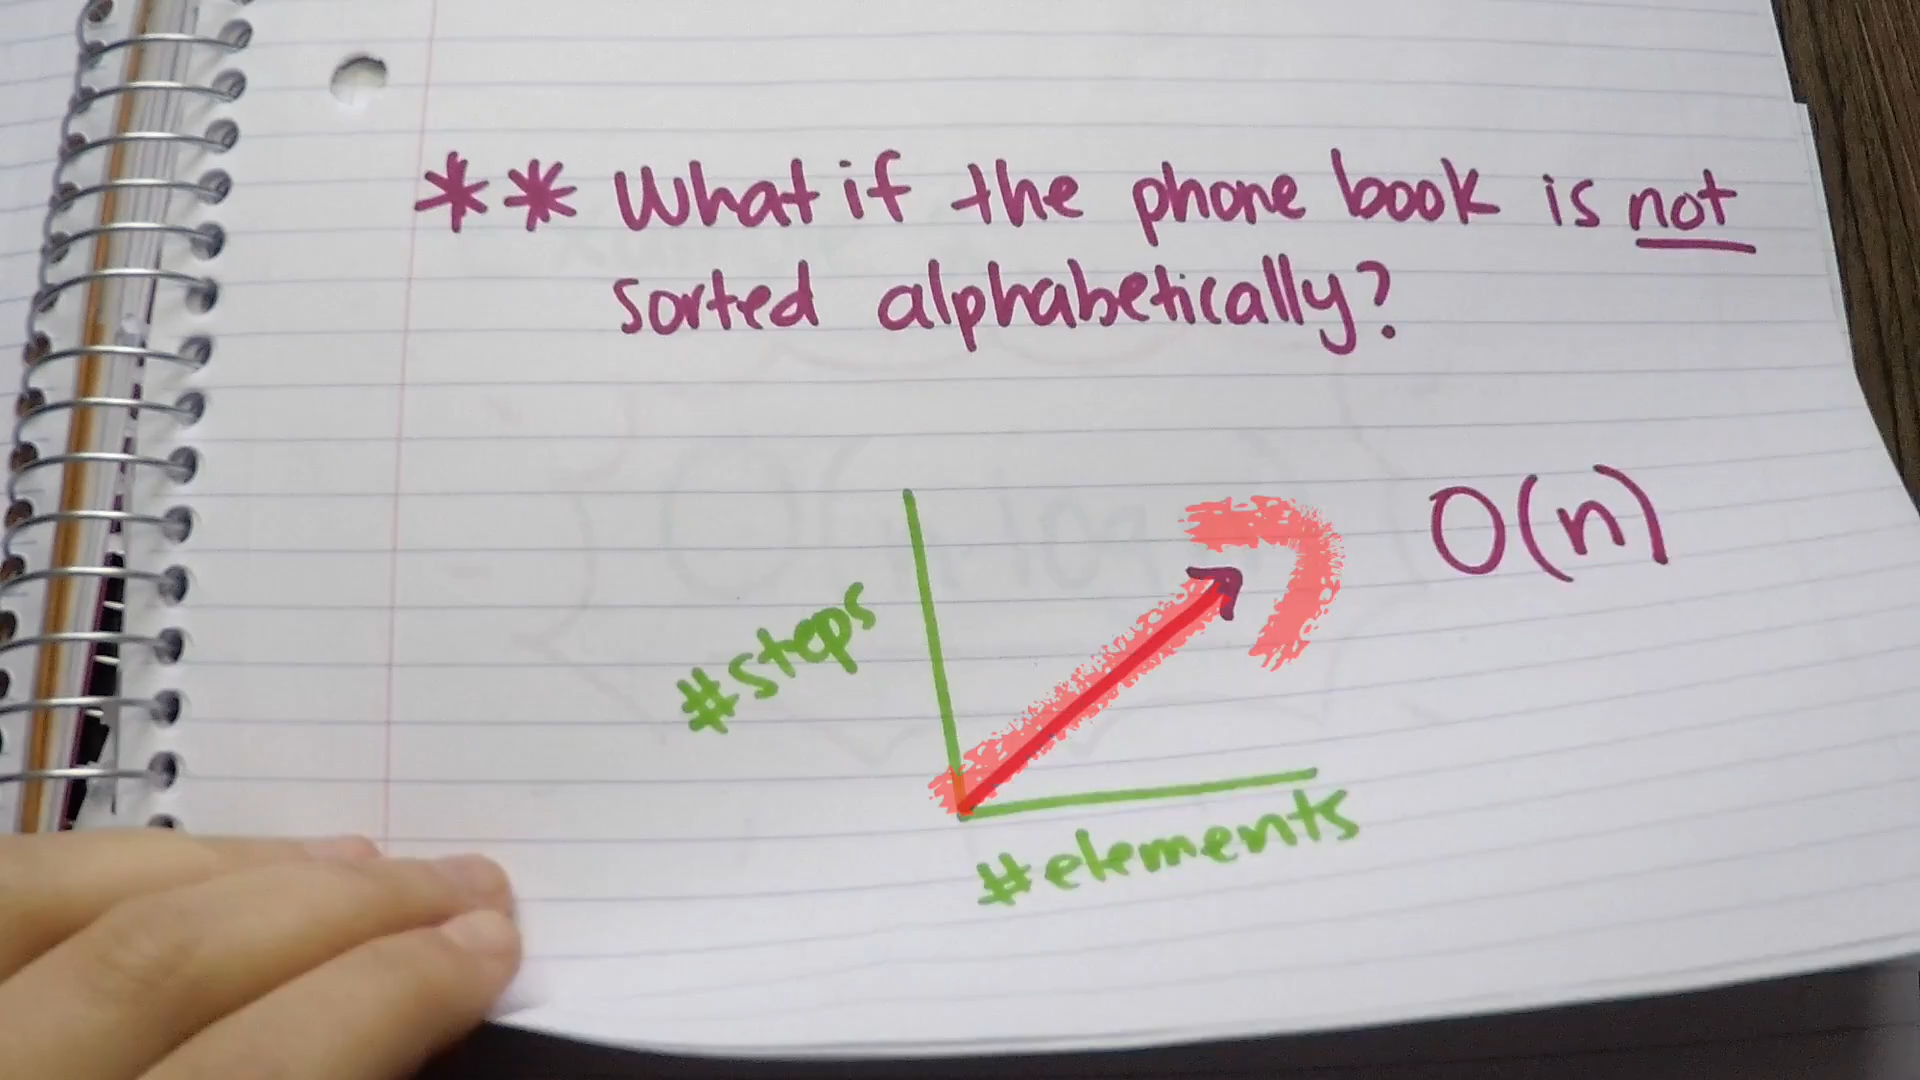 ** What if the phone book is not
sorted alphabetically?
O(n)
#steps
#elements